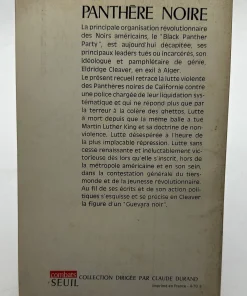 PANTHÈRE NOIRE
La principale organisation révolutionnaire
des Noirs américains, le "Black Panther
Party", est aujourd'hui décapitée; ses
principaux leaders tués ou incarcérés, son
idéologue et pamphlétaire de génie,
Eldridge Cleaver, en exil à Alger.
Le présent recueil retrace la lutte violente
des Panthères noires de Californie contre
une police chargée de leur liquidation sys-
tématique et qui ne répond plus que par
la terreur à la colère des ghettos. Lutte
à mort depuis que la même balle a tué
Martin Luther King et sa doctrine de non-
violence. Lutte désespérée à l'heure de
la plus implacable répression. Lutte sans
cesse renaissante et inéluctablement vic-
torieuse dès lors qu'elle s'inscrit, hors de
la métropole américaine et en son sein,
dans la contestation générale du tiers-
monde et de la jeunesse révolutionnaire.
Au fil de ses écrits et de son action poli-
tique s'esquisse et se précise en Cleaver
la figure d'un "Guevara noir".
combats
SEUIL
COLLECTION DIRIGÉE PAR CLAUDE DURAND
Imprimé en France